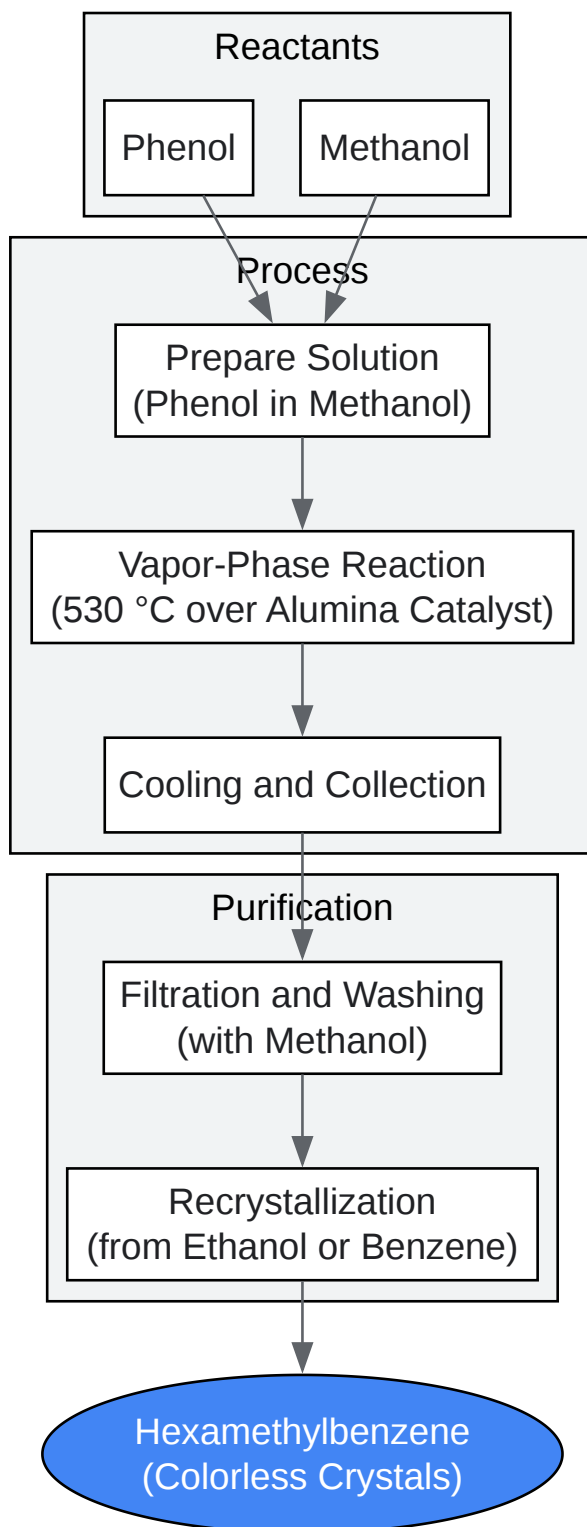 Reactants
Phenol
Methanol
Process
Prepare Solution
(Phenol in Methanol)
Vapor-Phase Reaction
(530 °C over Alumina Catalyst)
Cooling and Collection
Purification
Filtration and Washing
(with Methanol)
Recrystallization
(from Ethanol or Benzene)
Hexamethylbenzene
(Colorless Crystals)